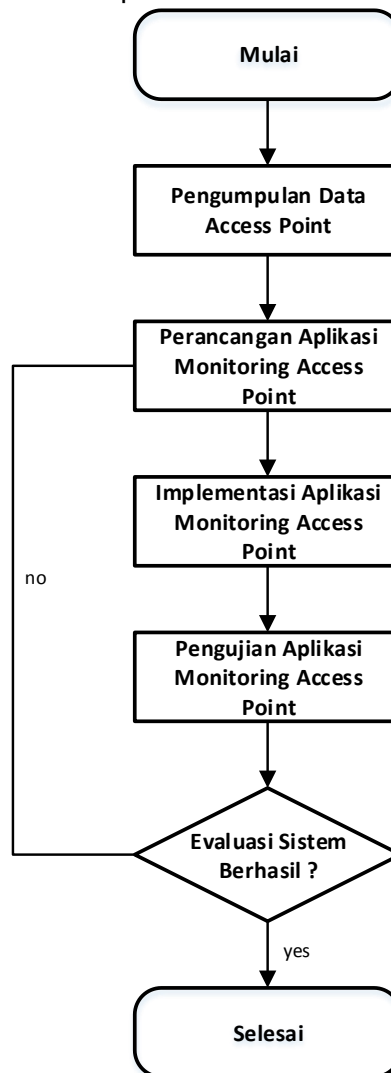 Mulai
Pengumpulan Data
Access Point
Perancangan Aplikasi
Monitoring Access
Point
Implementasi Aplikasi
Monitoring Access
Point
no
Pengujian Aplikasi
Monitoring Access
Point
Evaluasi Sistem
Berhasil ?
yes
Selesai